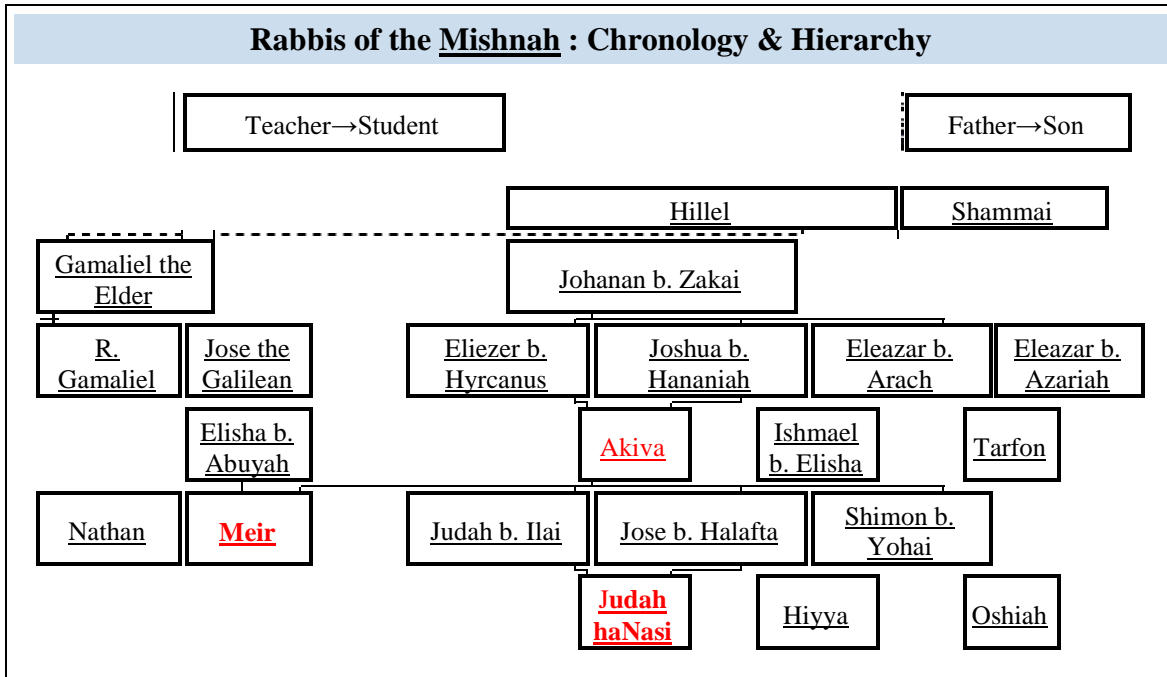 Rabbis of the Mishnah : Chronology & Hierarchy
Teacher→Student
Father→Son
Hillel
Shammai
Gamaliel the
Elder
Johanan b. Zakai
R.
Gamaliel
Jose the
Galilean
Eliezer b.
Hyrcanus
Joshua b.
Hananiah
Eleazar b.
Arach
Eleazar b.
Azariah
Elisha b.
Abuyah
Akiva
Ishmael
b. Elisha
Tarfon
Nathan
Meir
Judah b. Ilai
Jose b. Halafta
Shimon b.
Yohai
Judah
haNasi
Hiyya
Oshiah